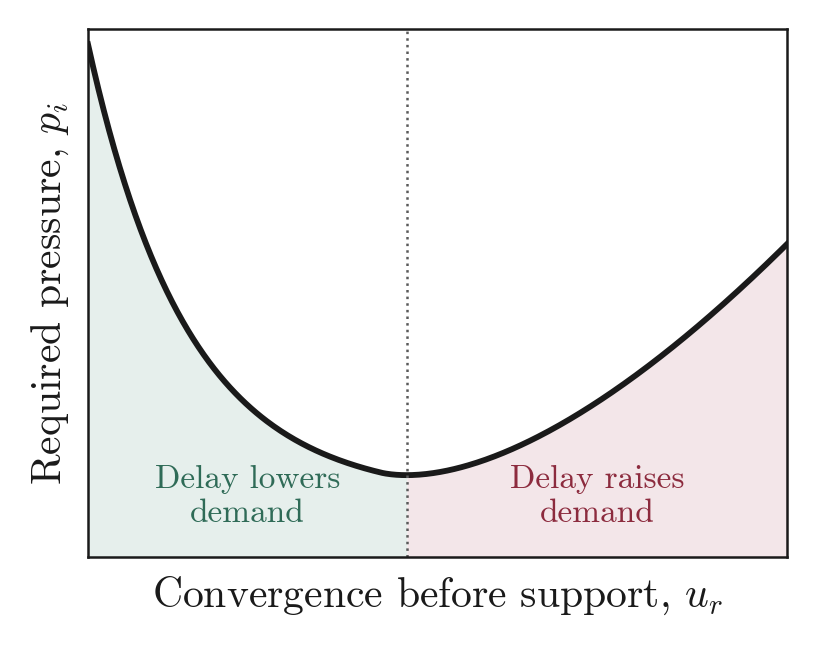 Required pressure, p_i
Delay lowers
demand
Delay raises
demand
Convergence before support, u_r